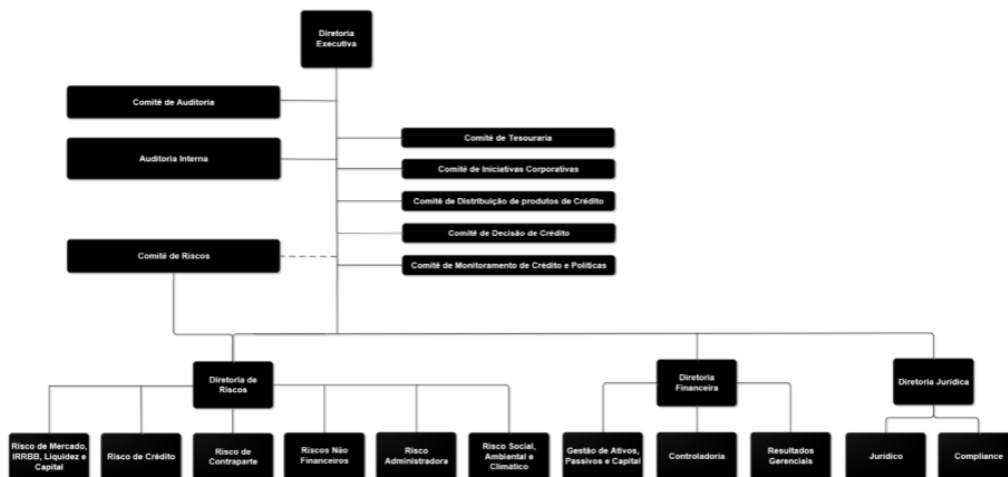 Diretoria
Executiva
Comitê de Auditoria
Auditoria Interna
Comitê de Tesouraria
Comitê de Iniciativas Corporativas
Comitê de Distribuição de produtos de Crédito
Comitê de Decisão de Crédito
Comitê de Riscos
Comitê de Monitoramento de Crédito e Políticas
Diretoria de
Riscos
Diretoria
Financeira
Diretoria Jurídica
Risco de Mercado,
IRRBB, Liquidez e
Capital
Risco de Crédito
Risco
de Contraparte
Riscos Não
Financeiros
Risco
Administradora
Risco Social,
Ambiental e
Climático
Gestão de Ativos,
Passivos e Capital
Controladoria
Resultados
Gerenciais
Jurídico
Compliance